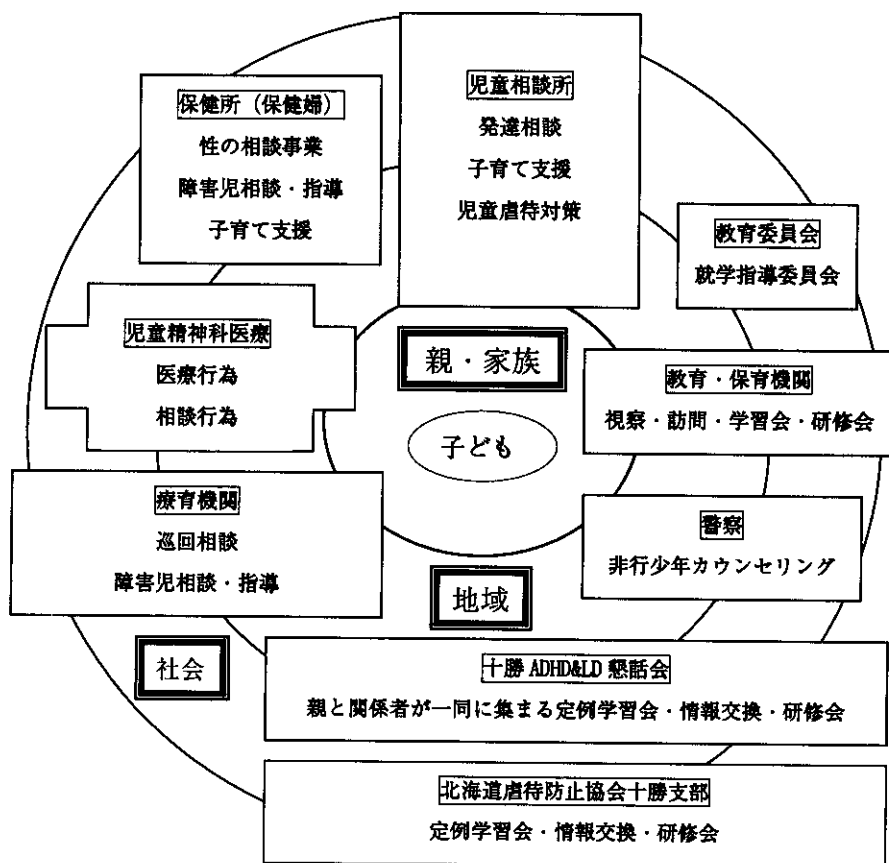 児童相談所
発達相談
子育て支援
児童虐待対策
保健所（保健婦）
性の相談事業
障害児相談・指導
子育て支援
教育委員会
就学指導委員会
児童精神科医療
医療行為
相談行為
親・家族
子ども
教育・保育機関
視察・訪問・学習会・研修会
療育機関
巡回相談
障害児相談・指導
警察
非行少年カウンセリング
地域
社会
十勝ADHD&LD懇話会
親と関係者が一同に集まる定例学習会・情報交換・研修会
北海道虐待防止協会十勝支部
定例学習会・情報交換・研修会